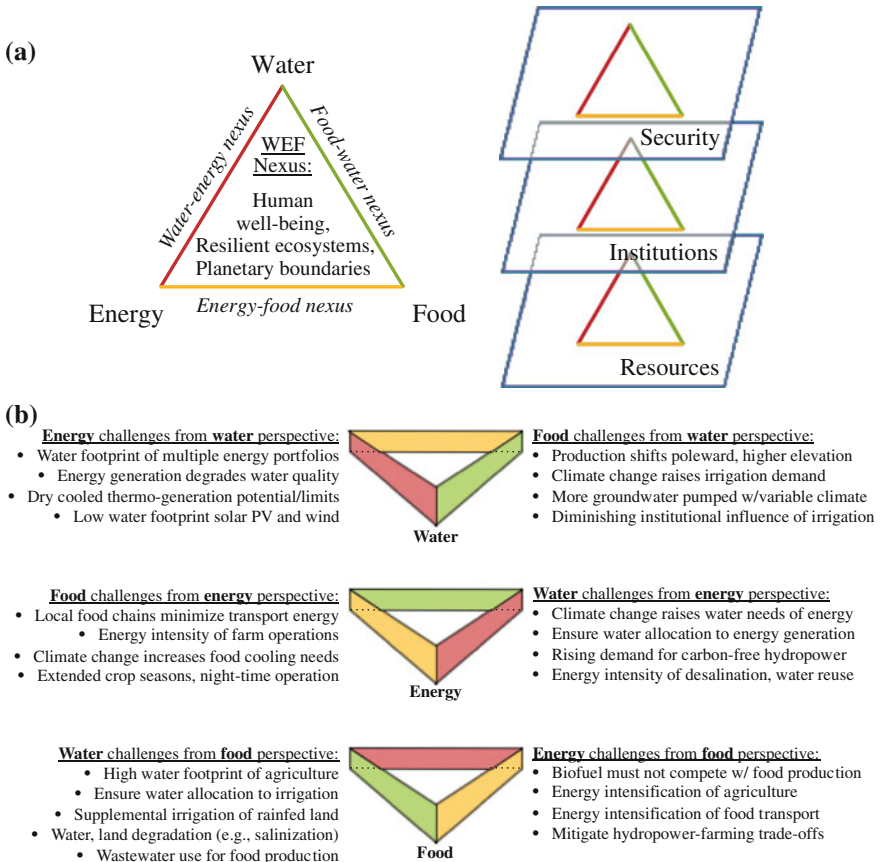 (a)
Water
Water-energy nexus
Food-water nexus
WEF
Nexus:
Human
well-being,
Resilient ecosystems,
Planetary boundaries
Energy
Energy-food nexus
Food
Security
Institutions
Resources
(b)
Energy challenges from water perspective:
• Water footprint of multiple energy portfolios
• Energy generation degrades water quality
• Dry cooled thermo-generation potential/limits
• Low water footprint solar PV and wind
Water
Food challenges from water perspective:
• Production shifts poleward, higher elevation
• Climate change raises irrigation demand
• More groundwater pumped w/variable climate
• Diminishing institutional influence of irrigation
Food challenges from energy perspective:
• Local food chains minimize transport energy
• Energy intensity of farm operations
• Climate change increases food cooling needs
• Extended crop seasons, night-time operation
Energy
Water challenges from energy perspective:
• Climate change raises water needs of energy
• Ensure water allocation to energy generation
• Rising demand for carbon-free hydropower
• Energy intensity of desalination, water reuse
Water challenges from food perspective:
• High water footprint of agriculture
• Ensure water allocation to irrigation
• Supplemental irrigation of rainfed land
• Water, land degradation (e.g., salinization)
• Wastewater use for food production
Food
Energy challenges from food perspective:
• Biofuel must not compete w/ food production
• Energy intensification of agriculture
• Energy intensification of food transport
• Mitigate hydropower-farming trade-offs